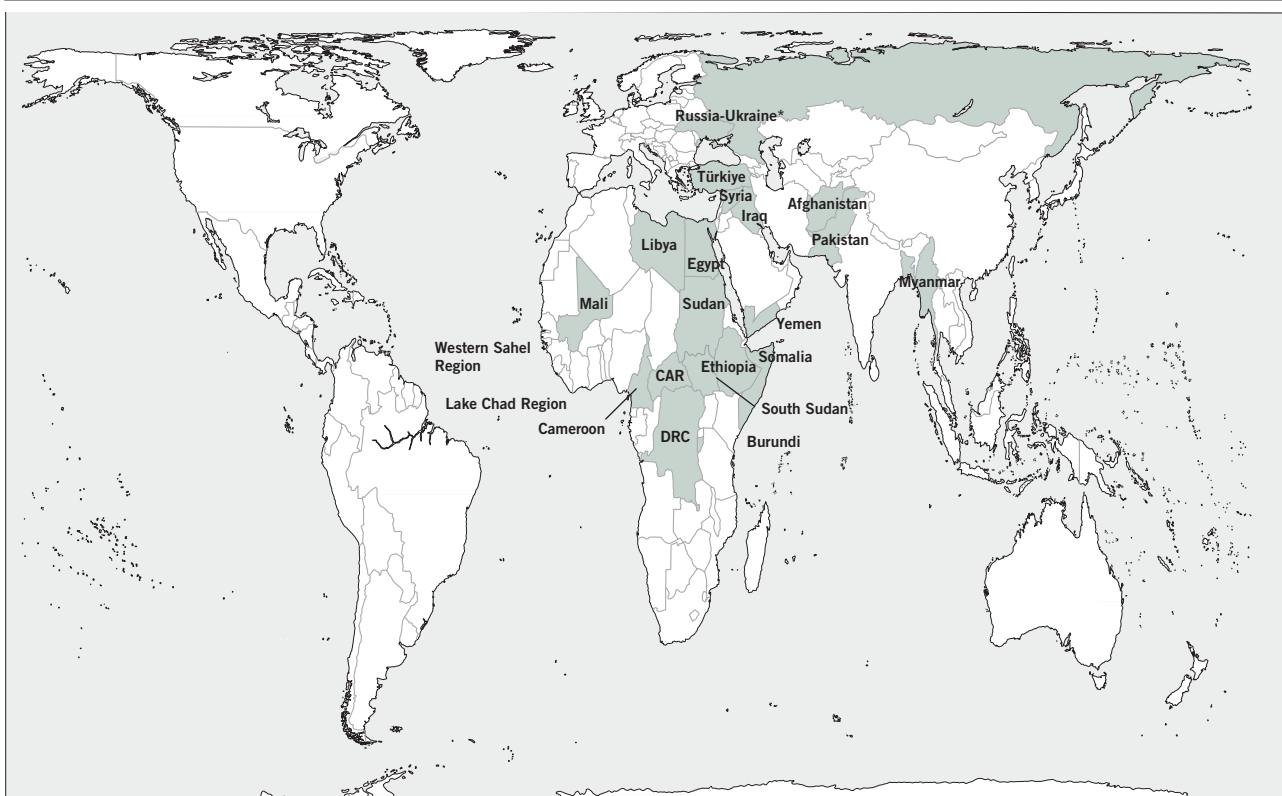 Russia-Ukraine*
Türkiye
Syria
Iraq
Afghanistan
Pakistan
Libya
Egypt
Myanmar
Mali
Sudan
Yemen
Western Sahel
Region
Somalia
Ethiopia
CAR
Lake Chad Region
South Sudan
Cameroon
DRC
Burundi